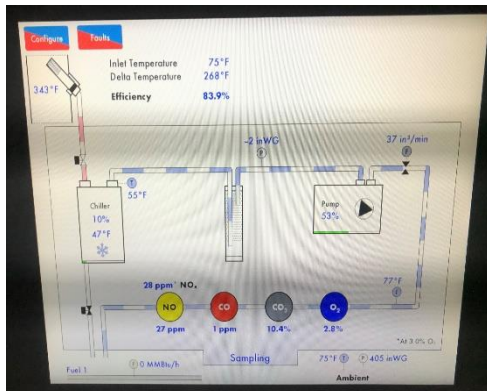 Configure Faults
Inlet Temperature 75°F
Delta Temperature 268°F
343°F
Efficiency 83.9%
-2 inWG
37 in³/min
P
F
T
55°F
Chiller
10%
47°F
Pump
53%
77°F
T
28 ppm* NOₓ
NO CO CO₂ O₂
27 ppm 1 ppm 10.4% 2.8%
*At 3.0% O₂
Sampling
Fuel 1
F 0 MMBtu/h
75°F T P 405 inWG
Ambient